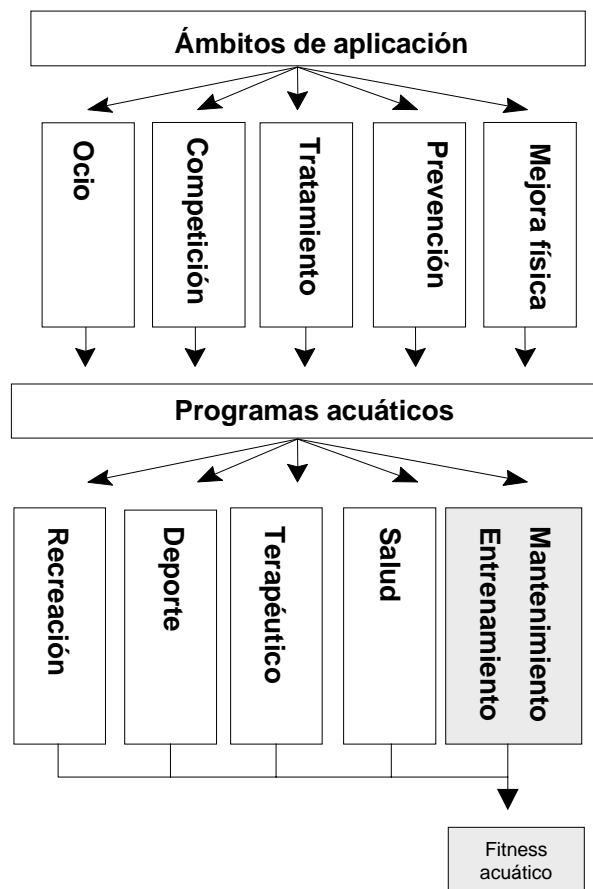 Ámbitos de aplicación
Ocio
Competición
Tratamiento
Prevención
Mejora física
Programas acuáticos
Recreación
Deporte
Terapéutico
Salud
Mantenimiento
Entrenamiento
Fitness
acuático